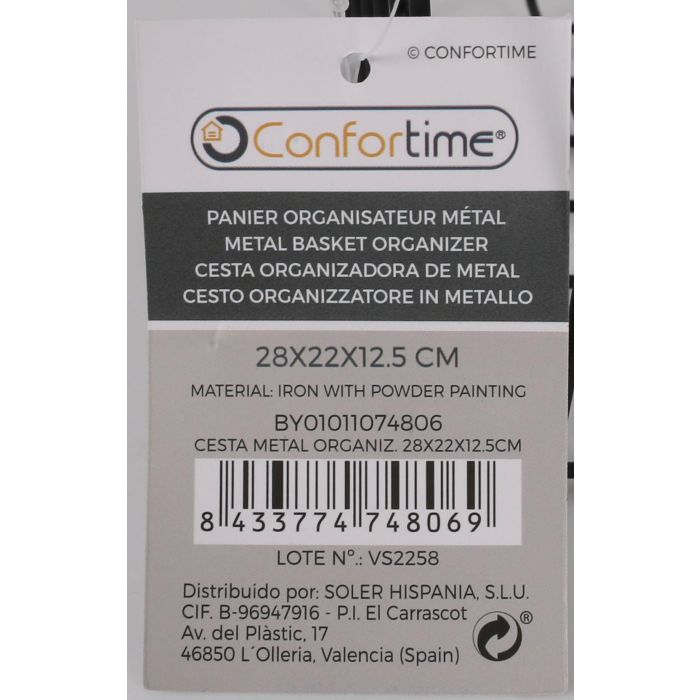 © CONFORTIME
Confortime®
PANIER ORGANISATEUR MÉTAL
METAL BASKET ORGANIZER
CESTA ORGANIZADORA DE METAL
CESTO ORGANIZZATORE IN METALLO
28X22X12.5 CM
MATERIAL: IRON WITH POWDER PAINTING
BY01011074806
CESTA METAL ORGANIZ. 28X22X12.5CM
8 433774 748069
LOTE Nº.: VS2258
Distribuido por: SOLER HISPANIA, S.L.U.
CIF. B-96947916 - P.I. El Carrascot
Av. del Plàstic, 17
46850 L´Olleria, Valencia (Spain)
®